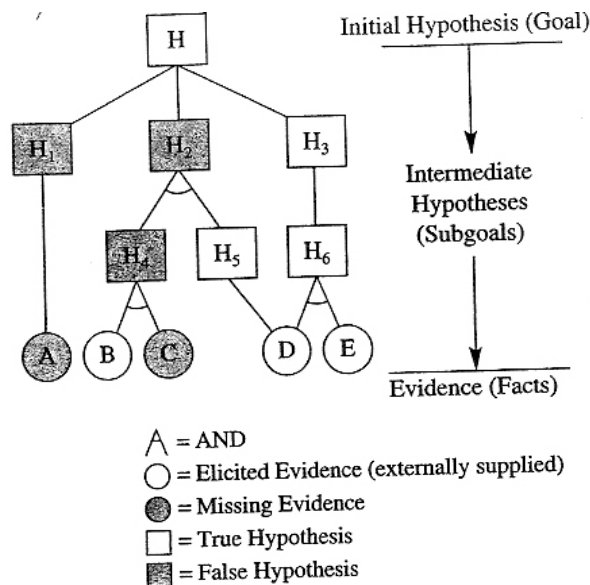 H
Initial Hypothesis (Goal)
H1 H2 H3
Intermediate
Hypotheses
(Subgoals)
H4 H5 H6
A B C D E
Evidence (Facts)
= AND
= Elicited Evidence (externally supplied)
= Missing Evidence
= True Hypothesis
= False Hypothesis